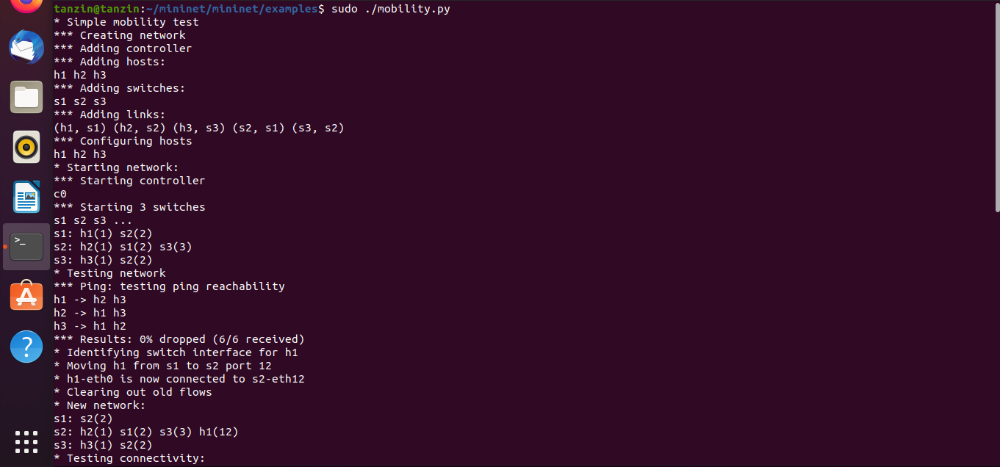 tanzin@tanzin:~/mininet/mininet/examples$ sudo ./mobility.py
* Simple mobility test
*** Creating network
*** Adding controller
*** Adding hosts:
h1 h2 h3
*** Adding switches:
s1 s2 s3
*** Adding links:
(h1, s1) (h2, s2) (h3, s3) (s2, s1) (s3, s2)
*** Configuring hosts
h1 h2 h3
* Starting network:
*** Starting controller
c0
*** Starting 3 switches
s1 s2 s3 ...
s1: h1(1) s2(2)
s2: h2(1) s1(2) s3(3)
s3: h3(1) s2(2)
* Testing network
*** Ping: testing ping reachability
h1 -> h2 h3
h2 -> h1 h3
h3 -> h1 h2
*** Results: 0% dropped (6/6 received)
* Identifying switch interface for h1
* Moving h1 from s1 to s2 port 12
* h1-eth0 is now connected to s2-eth12
* Clearing out old flows
* New network:
s1: s2(2)
s2: h2(1) s1(2) s3(3) h1(12)
s3: h3(1) s2(2)
* Testing connectivity: